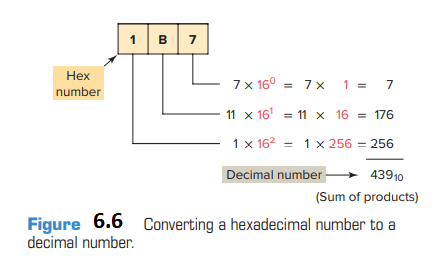 1 B 7
Hex
number
7 × 16⁰ = 7 × 1 = 7
11 × 16¹ = 11 × 16 = 176
1 × 16² = 1 × 256 = 256
Decimal number 439₁₀
(Sum of products)
Figure 6.6 Converting a hexadecimal number to a
decimal number.